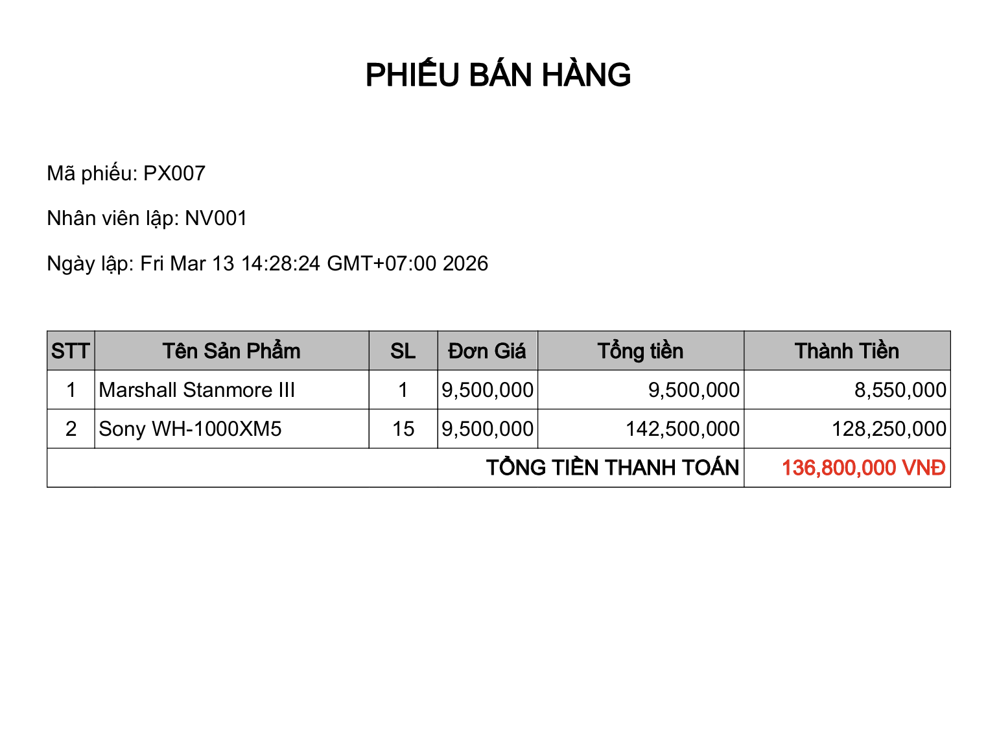 PHIẾU BÁN HÀNG
Mã phiếu: PX007
Nhân viên lập: NV001
Ngày lập: Fri Mar 13 14:28:24 GMT+07:00 2026
STT Tên Sản Phẩm SL Đơn Giá Tổng tiền Thành Tiền
1 Marshall Stanmore III 1 9,500,000 9,500,000 8,550,000
2 Sony WH-1000XM5 15 9,500,000 142,500,000 128,250,000
TỔNG TIỀN THANH TOÁN 136,800,000 VNĐ